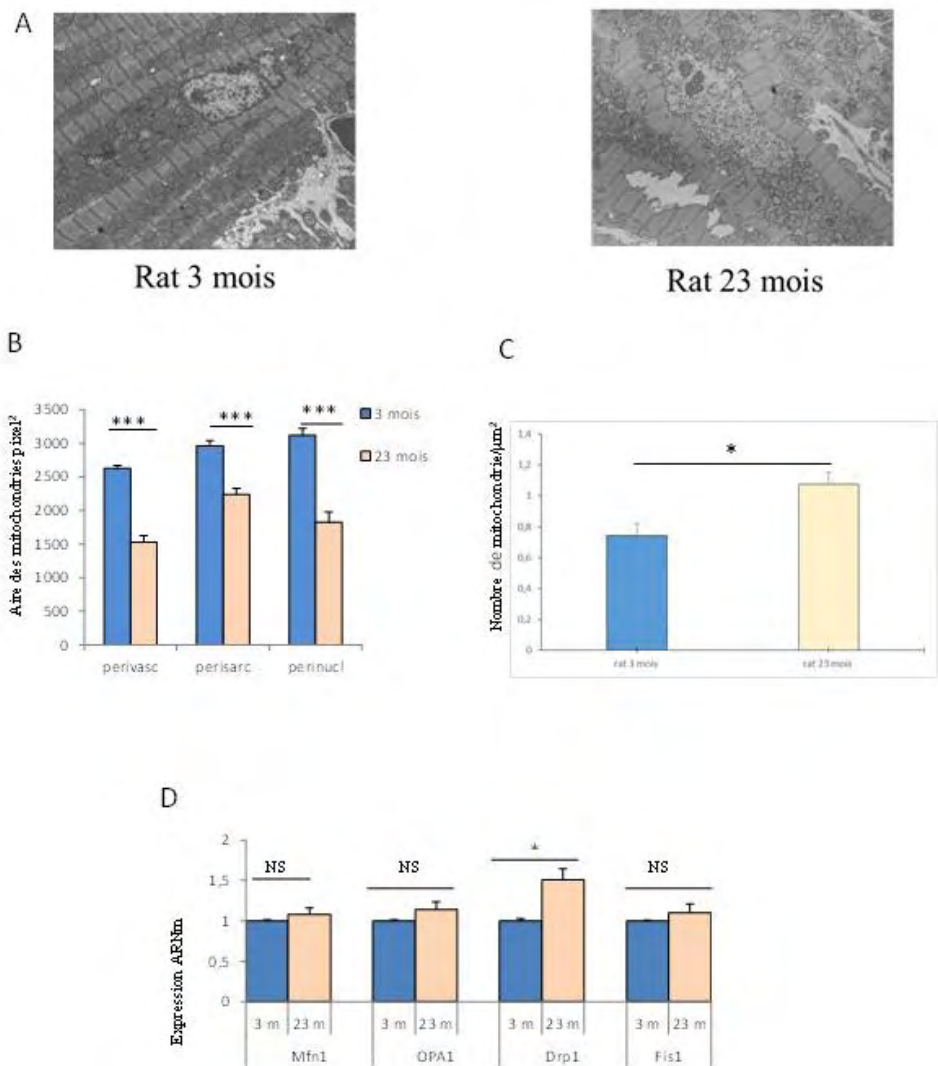 A
Rat 3 mois
Rat 23 mois
B
Aire des mitochondries pixel²
3500
3000
2500
2000
1500
1000
500
0
***
***
***
perivasc
perisarc
perinucl
3 mois
23 mois
C
Nombre de mitochondrie/µm²
1,4
1,2
1
0,8
0,6
0,4
0,2
0
*
rat 3 mois
rat 23 mois
D
Expression ARNm
2
1,5
1
0,5
0
NS
NS
*
NS
3 m
23 m
3 m
23 m
3 m
23 m
3 m
23 m
Mfn1
OPA1
Drp1
Fis1